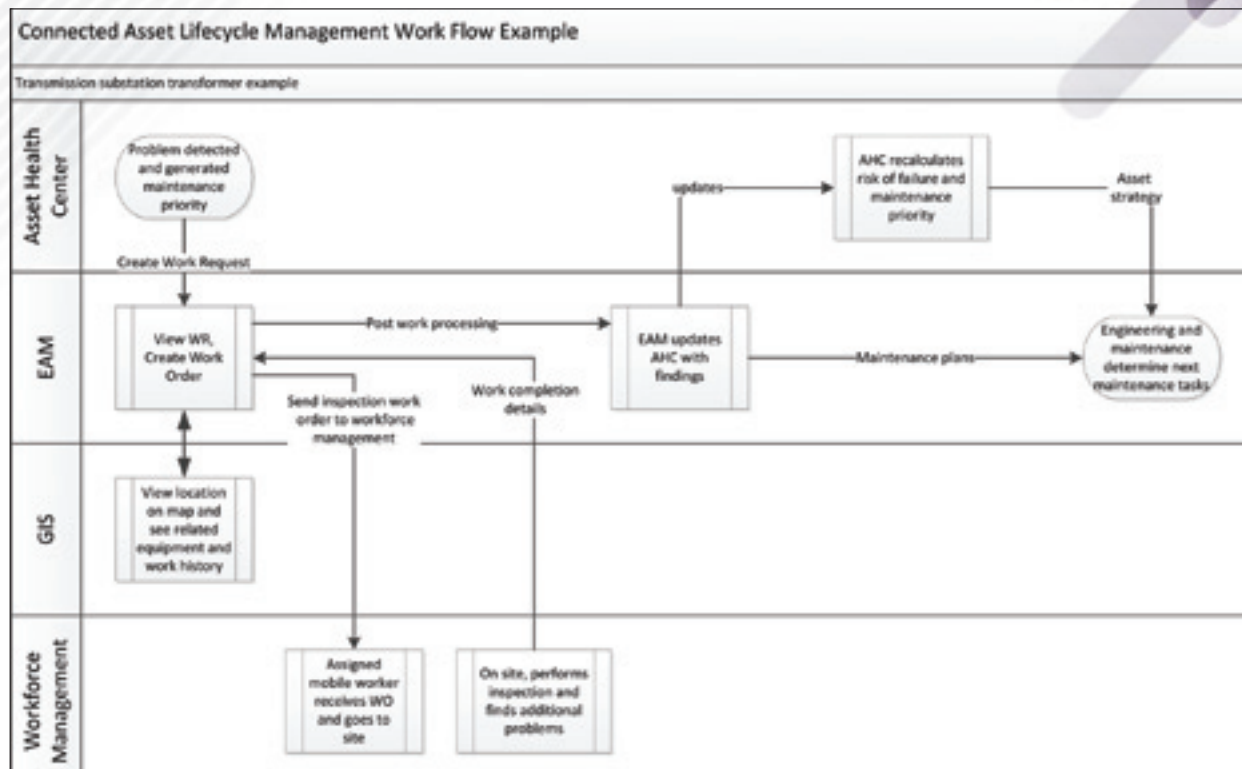 Connected Asset Lifecycle Management Work Flow Example
Transmission substation transformer example
Asset Health
Center
Problem detected
and generated
maintenance
priority
Create Work Request
updates
AHC recalculates
risk of failure and
maintenance
priority
Asset
strategy
EAM
View WR,
Create Work
Order
Post work processing
EAM updates
AHC with
findings
Maintenance plans
Engineering and
maintenance
determine next
maintenance tasks
Send inspection work
order to workforce
management
Work completion
details
GIS
View location
on map and
see related
equipment and
work history
Workforce
Management
Assigned
mobile worker
receives WO
and goes to
site
On site, performs
inspection and
finds additional
problems